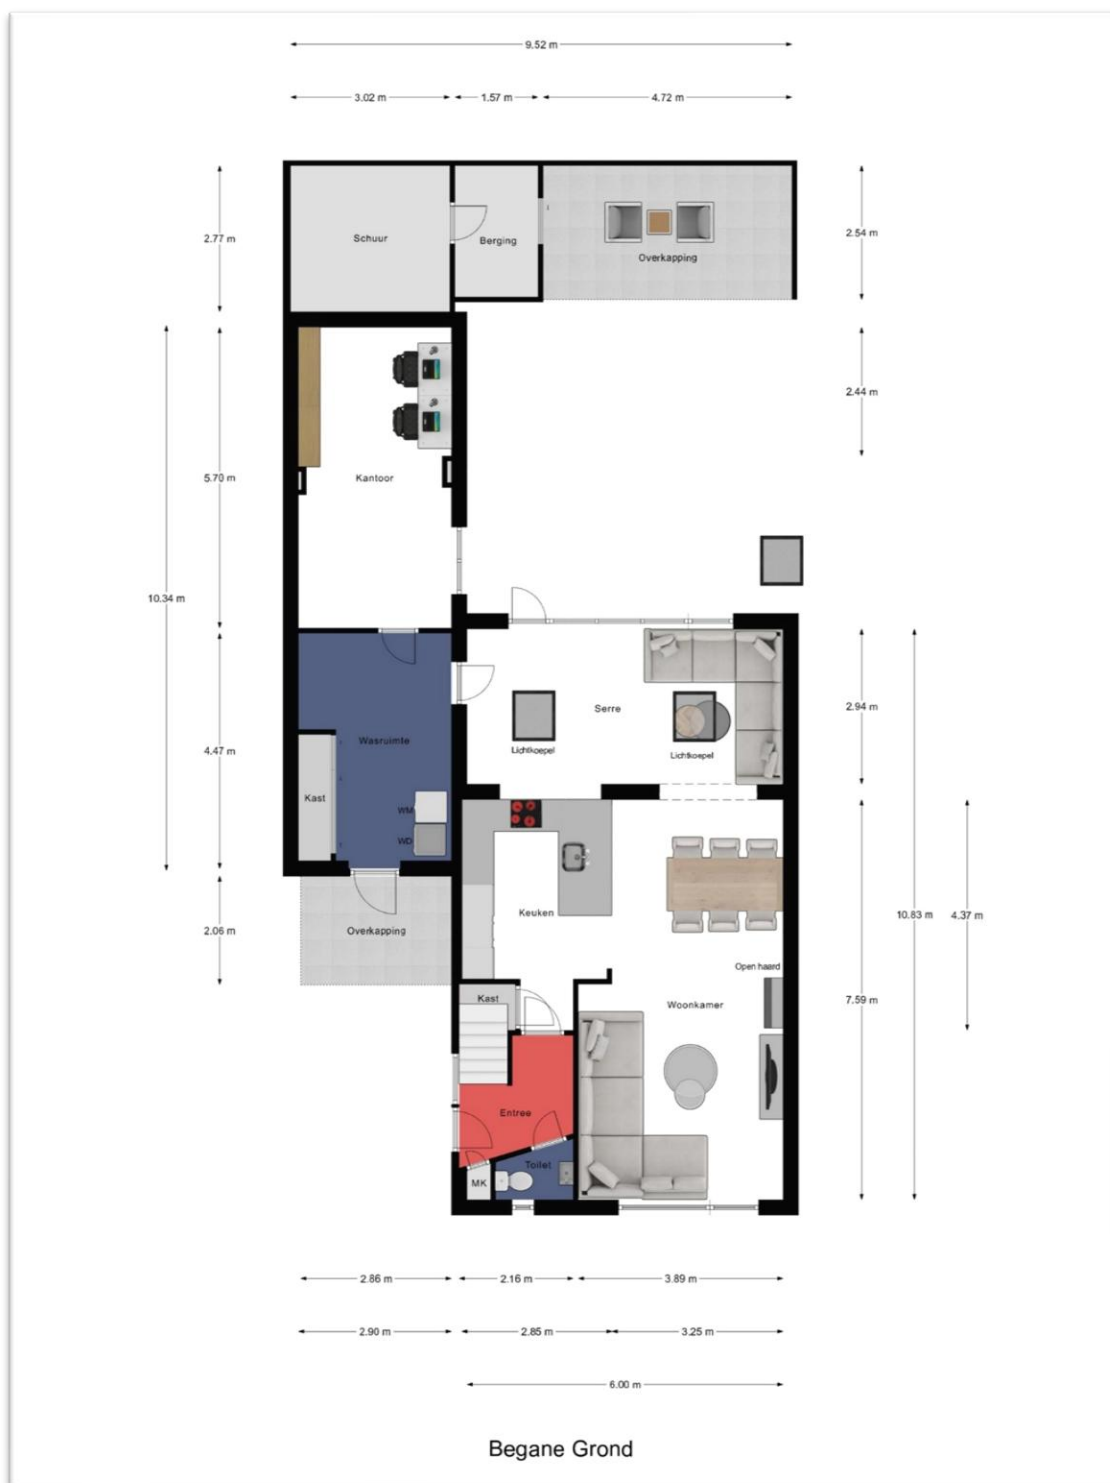 9.52 m
3.02 m
1.57 m
4.72 m
2.77 m
Schuur
Berging
Overkapping
2.54 m
2.44 m
5.70 m
Kantoor
10.34 m
Serre
2.94 m
Lichtkoepel
Lichtkoepel
4.47 m
Wasruimte
Kast
WM
WD
Keuken
10.83 m
4.37 m
2.06 m
Overkapping
Open haard
Kast
Woonkamer
7.59 m
Entree
Toilet
MK
2.86 m
2.16 m
3.89 m
2.90 m
2.85 m
3.25 m
6.00 m
Begane Grond